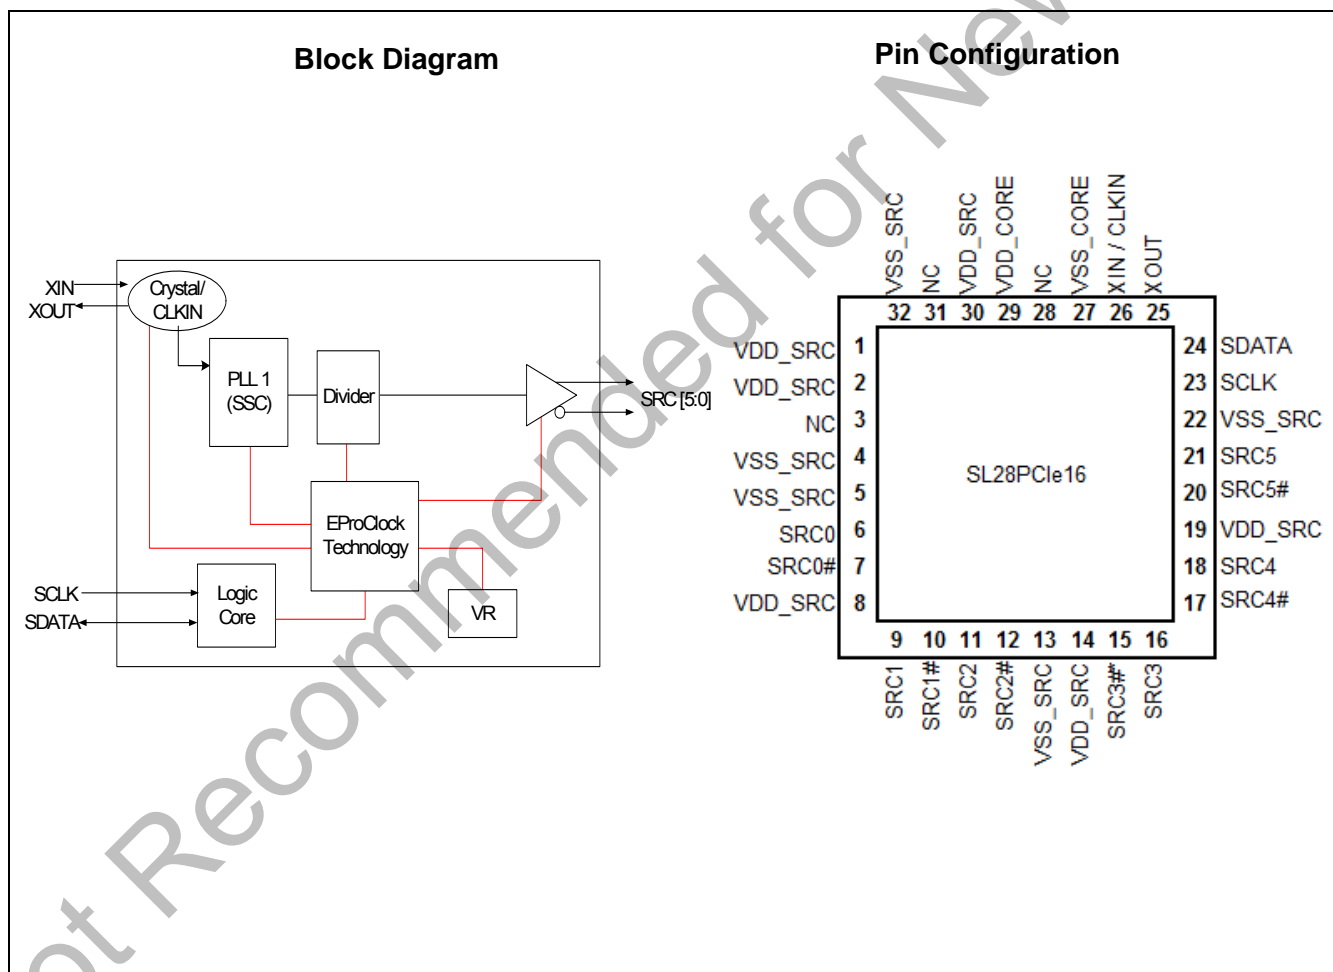 Block Diagram
Pin Configuration
XIN
XOUT
Crystal/
CLKIN
PLL 1
(SSC)
Divider
SRC [5:0]
EProClock
Technology
SCLK
SDATA
Logic
Core
VR
VSS_SRC
NC
VDD_SRC
VDD_CORE
NC
VSS_CORE
XIN / CLKIN
XOUT
32 31 30 29 28 27 26 25
VDD_SRC 1
VDD_SRC 2
NC 3
VSS_SRC 4
VSS_SRC 5
SRC0 6
SRC0# 7
VDD_SRC 8
SL28PCIe16
24 SDATA
23 SCLK
22 VSS_SRC
21 SRC5
20 SRC5#
19 VDD_SRC
18 SRC4
17 SRC4#
9 10 11 12 13 14 15 16
SRC1
SRC1#
SRC2
SRC2#
VSS_SRC
VDD_SRC
SRC3#
SRC3
ot Recommended for New